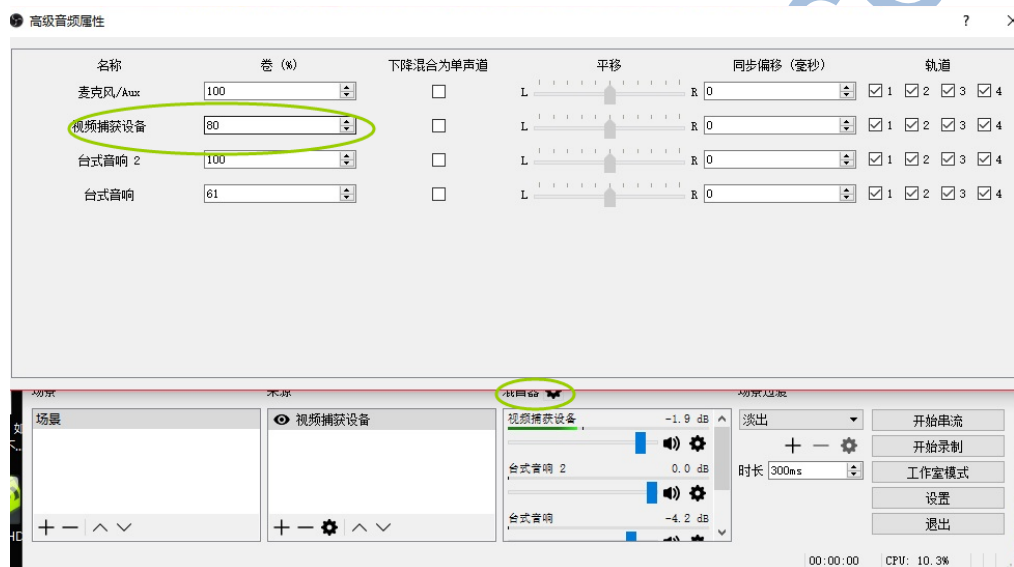 高级音频属性 ? ×
名称 卷 (%) 下降混合为单声道 平移 同步偏移 (毫秒) 轨道
麦克风/Aux 100 L R 0 1 2 3 4
视频捕获设备 80 L R 0 1 2 3 4
台式音响 2 100 L R 0 1 2 3 4
台式音响 61 L R 0 1 2 3 4
场景 来源 混音器 场景过渡
场景
视频捕获设备
视频捕获设备 -1.9 dB
台式音响 2 0.0 dB
台式音响 -4.2 dB
淡出
时长 300ms
开始串流
开始录制
工作室模式
设置
退出
00:00:00 CPU: 10.3%